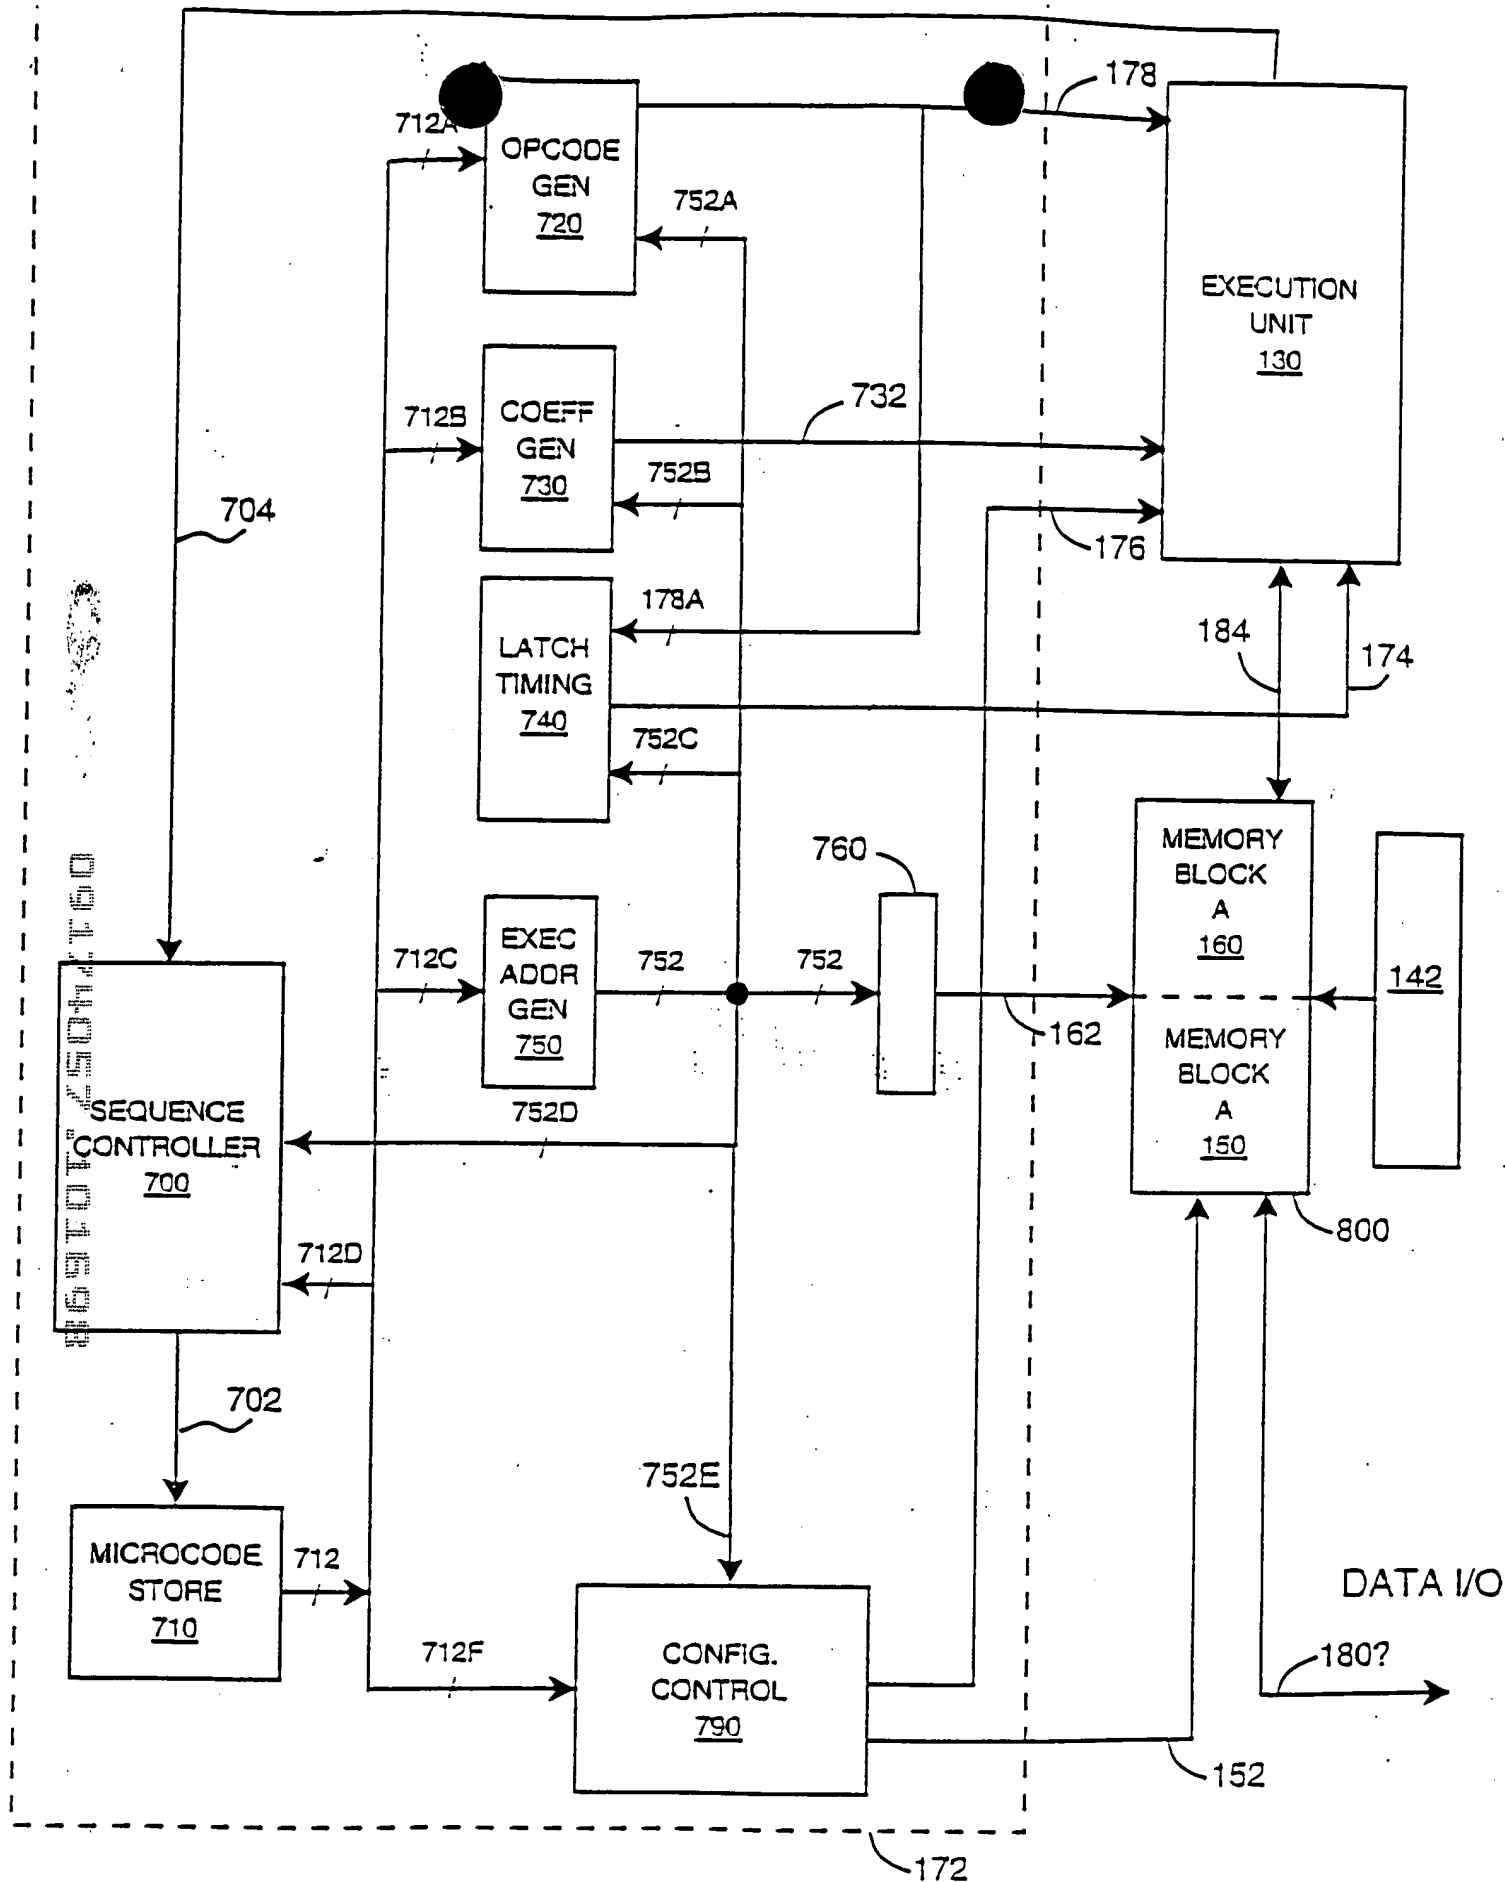 178
712A
OPCODE
GEN
720
752A
EXECUTION
UNIT
130
712B
COEFF
GEN
730
732
752B
704
176
178A
LATCH
TIMING
740
184
174
752C
760
MEMORY
BLOCK
A
160
142
712C
EXEC
ADDR
GEN
750
752
752
162
MEMORY
BLOCK
A
150
752D
SEQUENCE
CONTROLLER
700
800
712D
702
752E
MICROCODE
STORE
710
712
DATA I/O
712F
CONFIG.
CONTROL
790
180?
152
172
09174057.101698